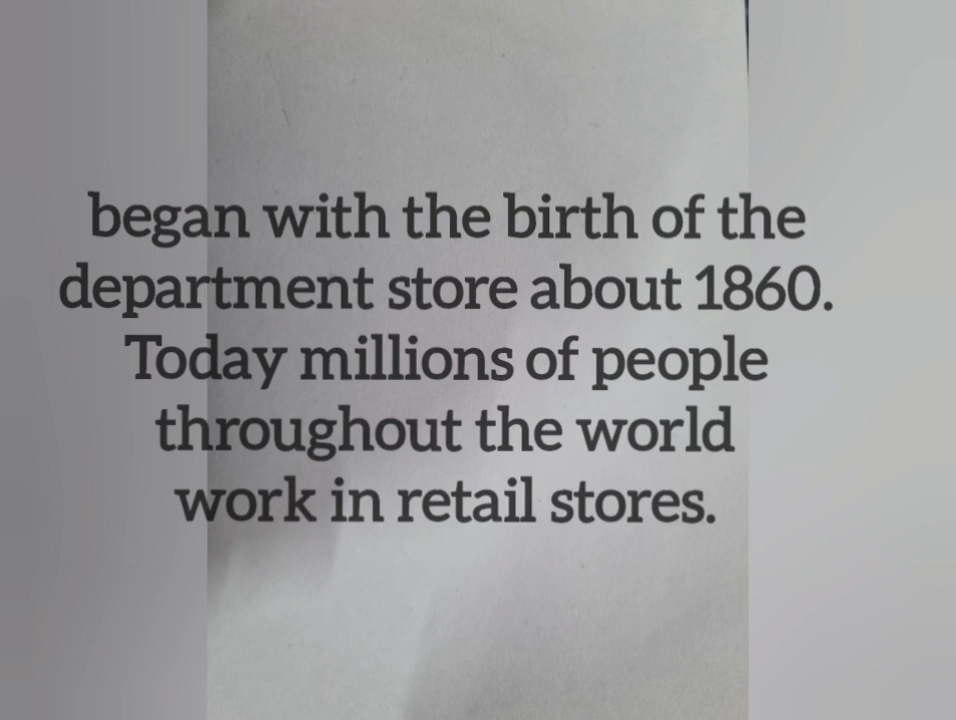 began with the birth of the
department store about 1860.
Today millions of people
throughout the world
work in retail stores.